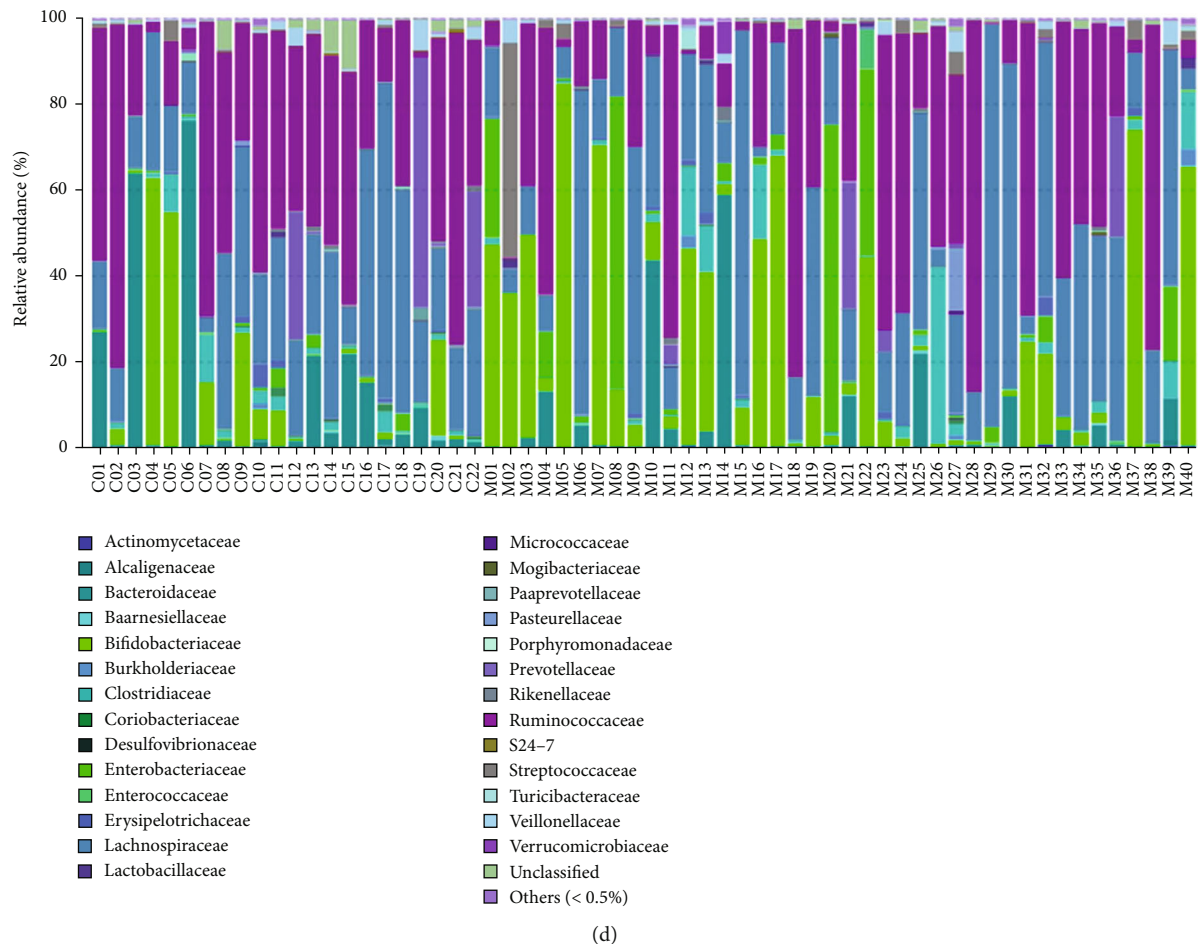 100
80
60
40
20
0
Relative abundance (%)
C01 C02 C03 C04 C05 C06 C07 C08 C09 C10 C11 C12 C13 C14 C15 C16 C17 C18 C19 C20 C21 C22 M01 M02 M03 M04 M05 M06 M07 M08 M09 M10 M11 M12 M13 M14 M15 M16 M17 M18 M19 M20 M21 M22 M23 M24 M25 M26 M27 M28 M29 M30 M31 M32 M33 M34 M35 M36 M37 M38 M39 M40
Actinomycetaceae
Alcaligenaceae
Bacteroidaceae
Baarnesiellaceae
Bifidobacteriaceae
Burkholderiaceae
Clostridiaceae
Coriobacteriaceae
Desulfovibrionaceae
Enterobacteriaceae
Enterococcaceae
Erysipelotrichaceae
Lachnospiraceae
Lactobacillaceae
Micrococcaceae
Mogibacteriaceae
Paaprevotellaceae
Pasteurellaceae
Porphyromonadaceae
Prevotellaceae
Rikenellaceae
Ruminococcaceae
S24–7
Streptococcaceae
Turicibacteraceae
Veillonellaceae
Verrucomicrobiaceae
Unclassified
Others (< 0.5%)
(d)